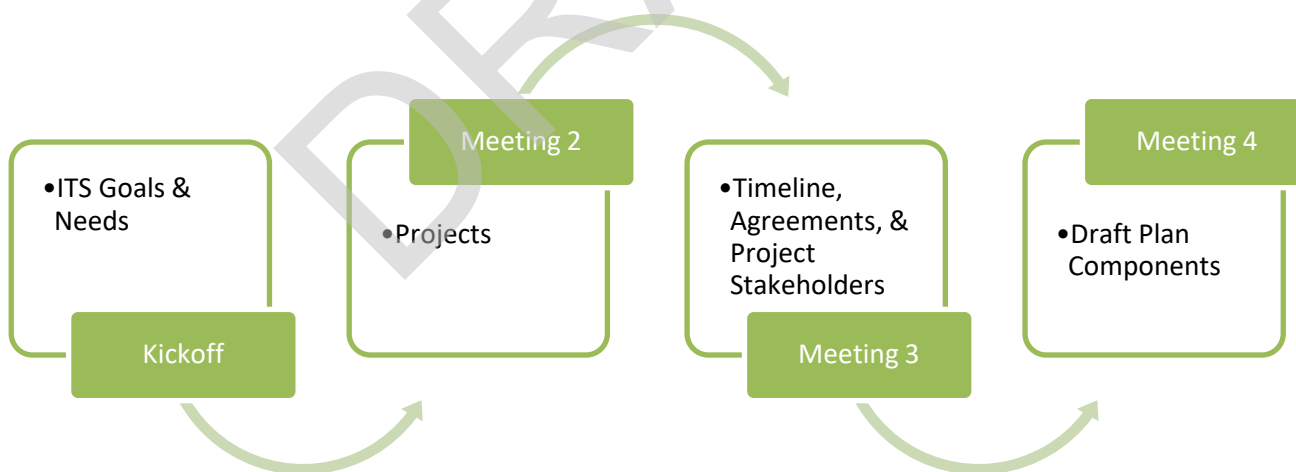 •ITS Goals &
Needs
Kickoff
Meeting 2
•Projects
•Timeline,
Agreements, &
Project
Stakeholders
Meeting 3
Meeting 4
•Draft Plan
Components